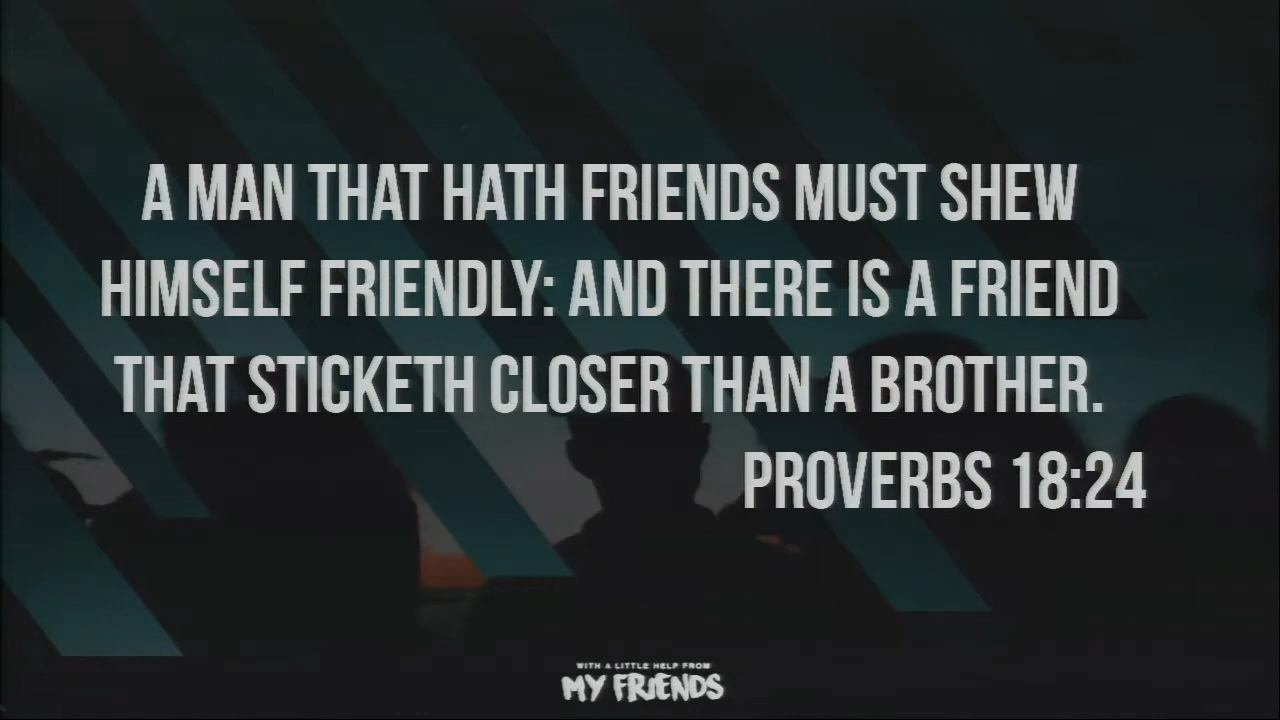 A MAN THAT HATH FRIENDS MUST SHEW
HIMSELF FRIENDLY: AND THERE IS A FRIEND
THAT STICKETH CLOSER THAN A BROTHER.
PROVERBS 18:24
WITH A LITTLE HELP FROM
MY FRIENDS